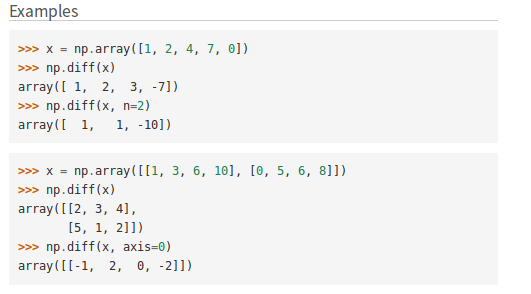 Examples
>>> x = np.array([1, 2, 4, 7, 0])
>>> np.diff(x)
array([ 1,  2,  3, -7])
>>> np.diff(x, n=2)
array([  1,   1, -10])
>>> x = np.array([[1, 3, 6, 10], [0, 5, 6, 8]])
>>> np.diff(x)
array([[2, 3, 4],
       [5, 1, 2]])
>>> np.diff(x, axis=0)
array([[-1,  2,  0, -2]])